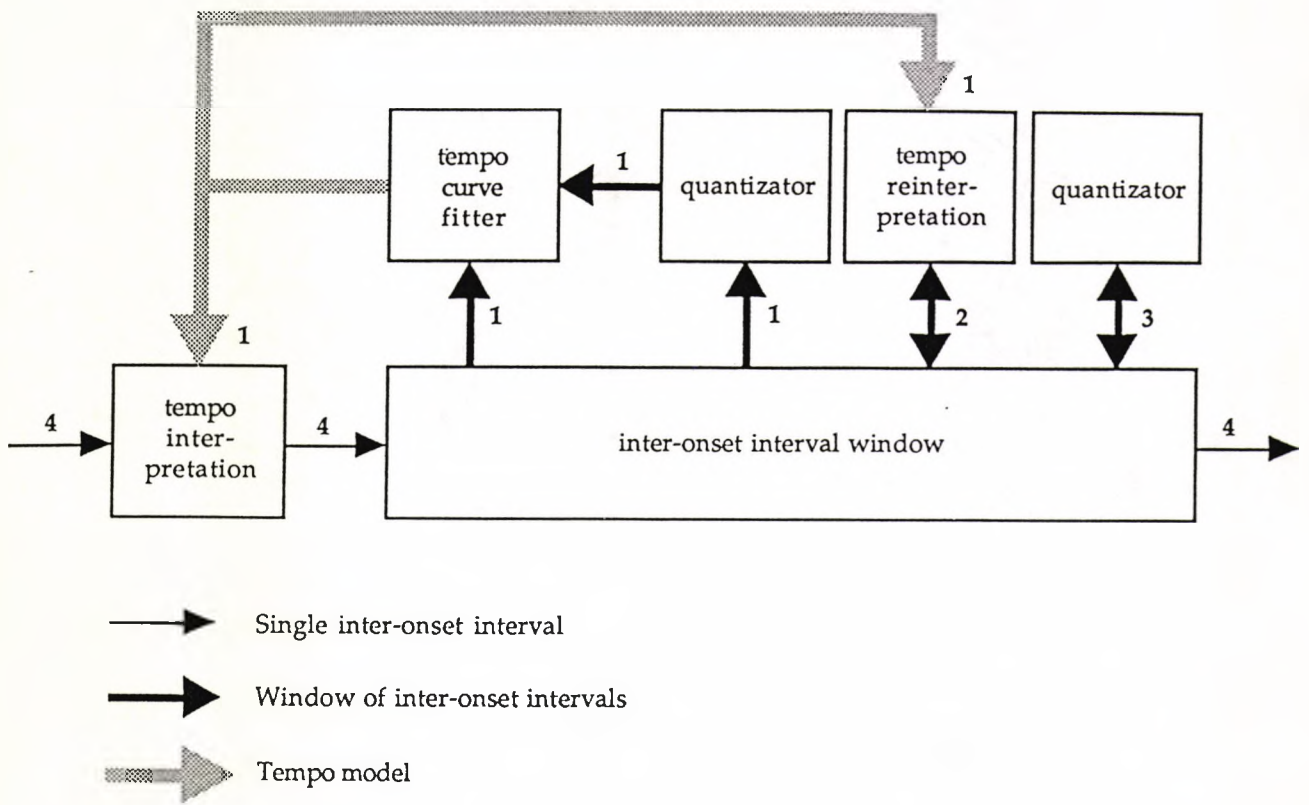 1
tempo
curve
fitter
1
quantizator
tempo
reinter-
pretation
quantizator
1
1
1
2
3
4
tempo
inter-
pretation
4
inter-onset interval window
4
Single inter-onset interval
Window of inter-onset intervals
Tempo model